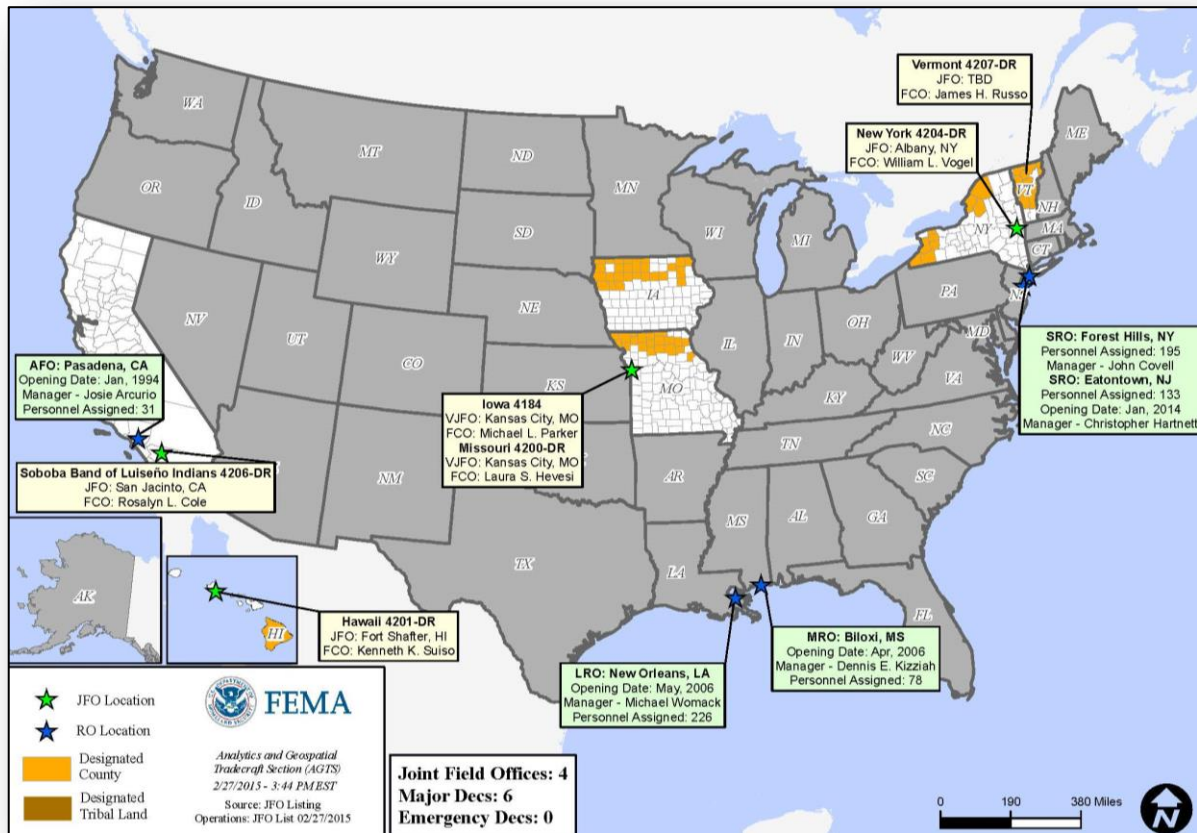 Vermont 4207-DR
JFO: TBD
FCO: James H. Russo
New York 4204-DR
JFO: Albany, NY
FCO: William L. Vogel
WA
MT
ND
MN
ME
OR
ID
SD
WI
MI
VT
NH
NY
MA
CT
WY
IA
PA
NJ
NE
NV
UT
CO
IL
IN
OH
MD
WV
VA
KS
MO
KY
NC
TN
SC
NM
AR
MS
AL
GA
TX
LA
FL
AFO: Pasadena, CA
Opening Date: Jan, 1994
Manager - Josie Arcurio
Personnel Assigned: 31
Soboba Band of Luiseño Indians 4206-DR
JFO: San Jacinto, CA
FCO: Rosalyn L. Cole
Iowa 4184
VJFO: Kansas City, MO
FCO: Michael L. Parker
Missouri 4200-DR
VJFO: Kansas City, MO
FCO: Laura S. Hevesi
SRO: Forest Hills, NY
Personnel Assigned: 195
Manager - John Covell
SRO: Eatontown, NJ
Personnel Assigned: 133
Opening Date: Jan, 2014
Manager - Christopher Hartnett
AK
HI
Hawaii 4201-DR
JFO: Fort Shafter, HI
FCO: Kenneth K. Suiso
LRO: New Orleans, LA
Opening Date: May, 2006
Manager - Michael Womack
Personnel Assigned: 226
MRO: Biloxi, MS
Opening Date: Apr, 2006
Manager - Dennis E. Kizziah
Personnel Assigned: 78
JFO Location
RO Location
Designated
County
Designated
Tribal Land
FEMA
Analytics and Geospatial
Tradecraft Section (AGTS)
2/27/2015 - 3:44 PM EST
Source: JFO Listing
Operations: JFO List 02/27/2015
Joint Field Offices: 4
Major Decs: 6
Emergency Decs: 0
0 190 380 Miles
N